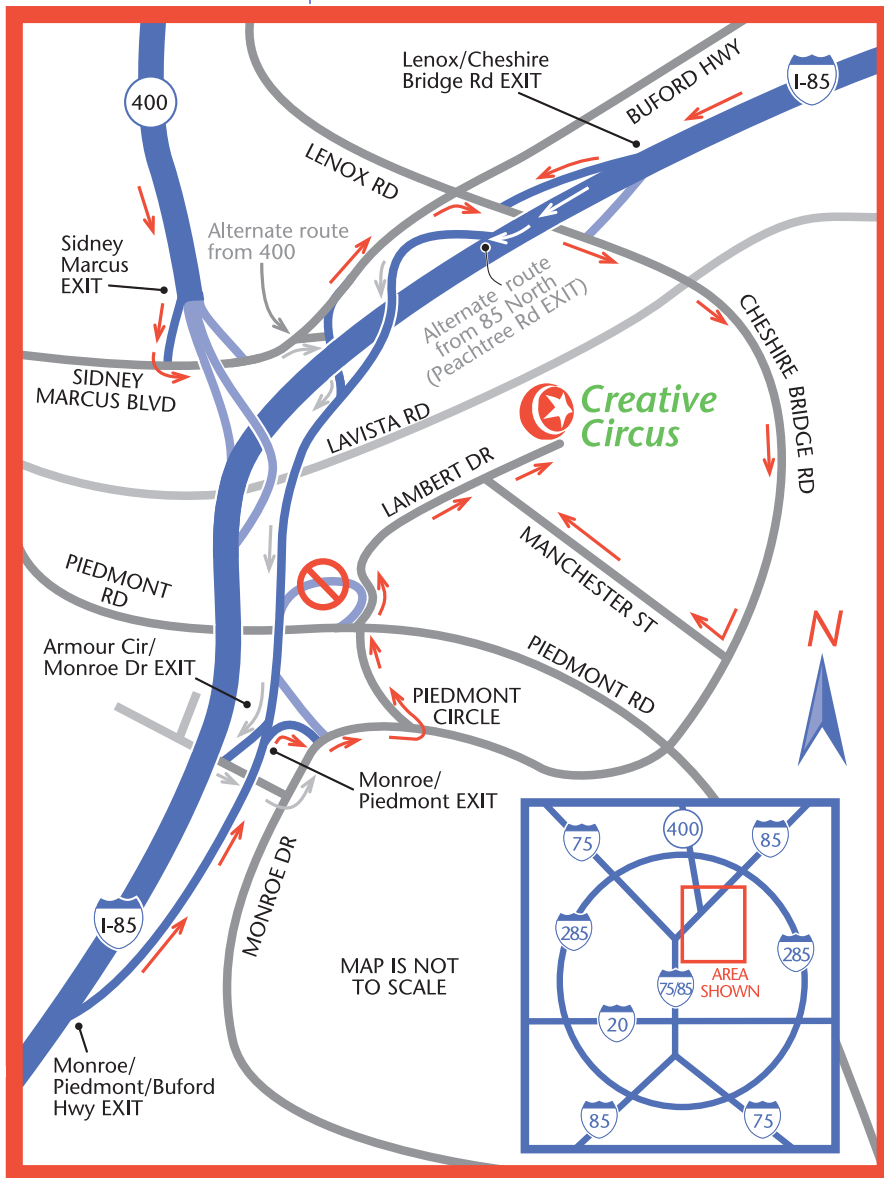 Lenox/Cheshire
Bridge Rd EXIT
I-85
400
BUFORD HWY
LENOX RD
Sidney
Marcus
EXIT
Alternate route
from 400
Alternate route
from 85 North
(Peachtree Rd EXIT)
CHESHIRE BRIDGE RD
SIDNEY
MARCUS BLVD
Creative
Circus
LAVISTA RD
LAMBERT DR
MANCHESTER ST
PIEDMONT
RD
N
Armour Cir/
Monroe Dr EXIT
PIEDMONT RD
PIEDMONT
CIRCLE
Monroe/
Piedmont EXIT
MONROE DR
I-85
MAP IS NOT
TO SCALE
Monroe/
Piedmont/Buford
Hwy EXIT
75
400
85
285
285
75/85
AREA
SHOWN
20
85
75